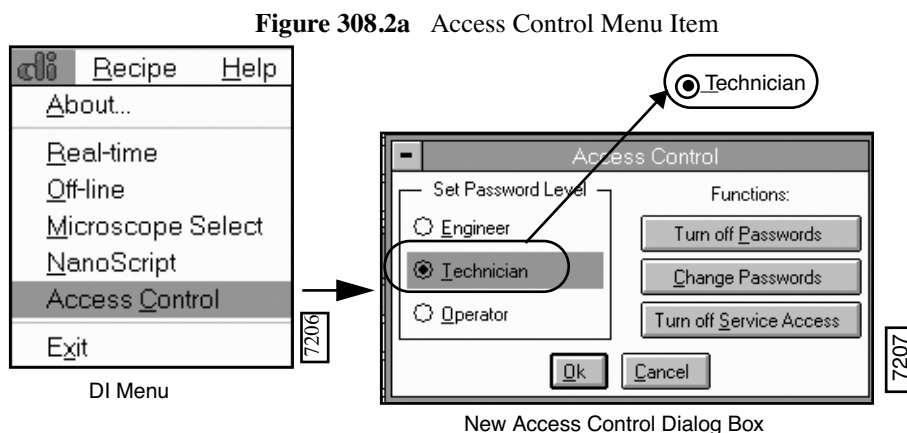 Figure 308.2a Access Control Menu Item
di Recipe Help
About...
Real-time
Off-line
Microscope Select
NanoScript
Access Control
Exit
7206
DI Menu
Technician
Access Control
Set Password Level
Engineer
Technician
Operator
Functions:
Turn off Passwords
Change Passwords
Turn off Service Access
Ok Cancel
7207
New Access Control Dialog Box